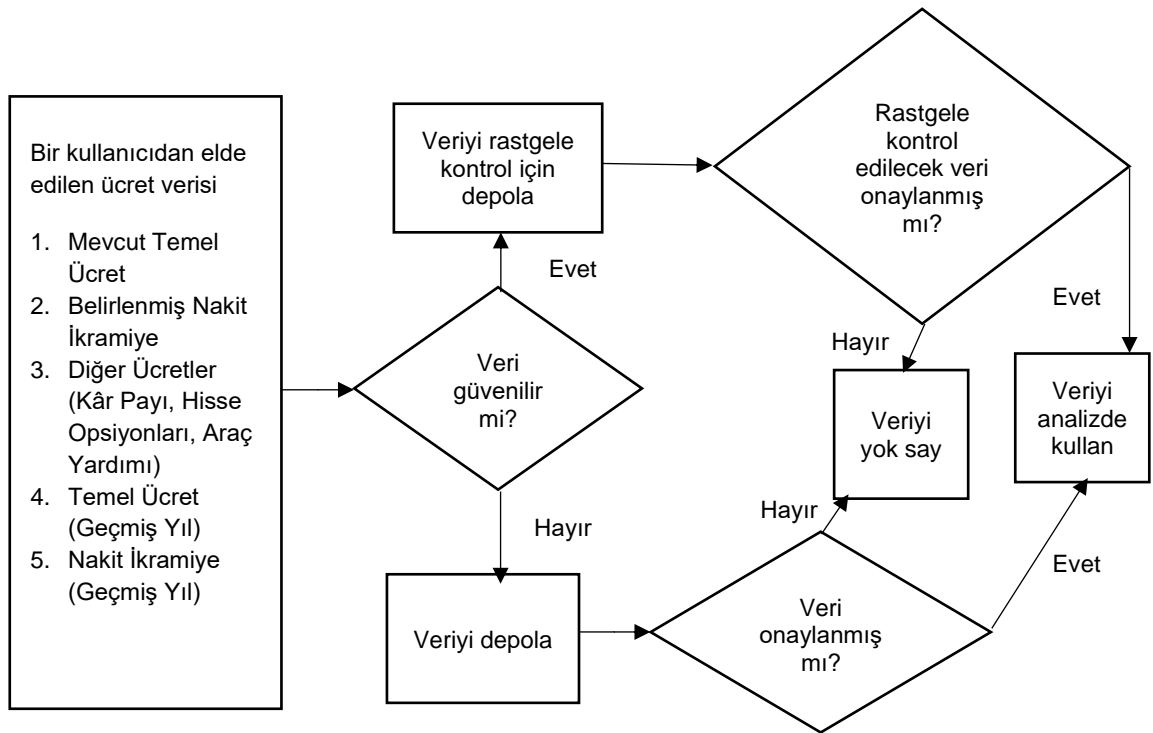 Bir kullanıcıdan elde
edilen ücret verisi
1. Mevcut Temel
Ücret
2. Belirlenmiş Nakit
İkramiye
3. Diğer Ücretler
(Kâr Payı, Hisse
Opsiyonları, Araç
Yardımı)
4. Temel Ücret
(Geçmiş Yıl)
5. Nakit İkramiye
(Geçmiş Yıl)
Veri
güvenilir
mi?
Evet
Veriyi rastgele
kontrol için
depola
Rastgele
kontrol
edilecek veri
onaylanmış
mı?
Evet
Hayır
Veriyi
yok say
Veriyi
analizde
kullan
Hayır
Veriyi depola
Veri
onaylanmış
mı?
Hayır
Evet